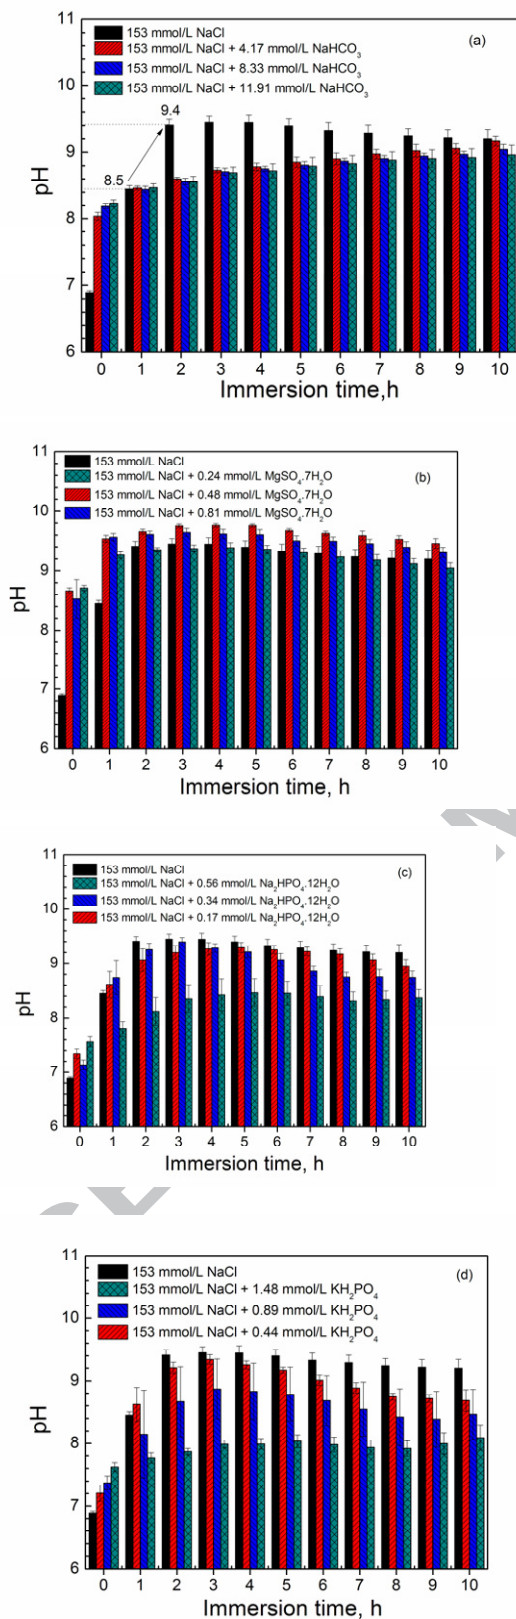 11
153 mmol/L NaCl
(a)
153 mmol/L NaCl + 4.17 mmol/L NaHCO₃
153 mmol/L NaCl + 8.33 mmol/L NaHCO₃
10
153 mmol/L NaCl + 11.91 mmol/L NaHCO₃
9.4
9
8.5
pH
8
7
6
0 1 2 3 4 5 6 7 8 9 10
Immersion time,h
11
153 mmol/L NaCl
153 mmol/L NaCl + 0.24 mmol/L MgSO₄.7H₂O
(b)
153 mmol/L NaCl + 0.48 mmol/L MgSO₄.7H₂O
10
153 mmol/L NaCl + 0.81 mmol/L MgSO₄.7H₂O
9
pH
8
7
6
0 1 2 3 4 5 6 7 8 9 10
Immersion time, h
11
153 mmol/L NaCl
(c)
153 mmol/L NaCl + 0.56 mmol/L Na₂HPO₄.12H₂O
153 mmol/L NaCl + 0.34 mmol/L Na₂HPO₄.12H₂O
10
153 mmol/L NaCl + 0.17 mmol/L Na₂HPO₄.12H₂O
9
pH
8
7
6
0 1 2 3 4 5 6 7 8 9 10
Immersion time, h
11
153 mmol/L NaCl
(d)
153 mmol/L NaCl + 1.48 mmol/L KH₂PO₄
153 mmol/L NaCl + 0.89 mmol/L KH₂PO₄
10
153 mmol/L NaCl + 0.44 mmol/L KH₂PO₄
9
pH
8
7
6
0 1 2 3 4 5 6 7 8 9 10
Immersion time, h